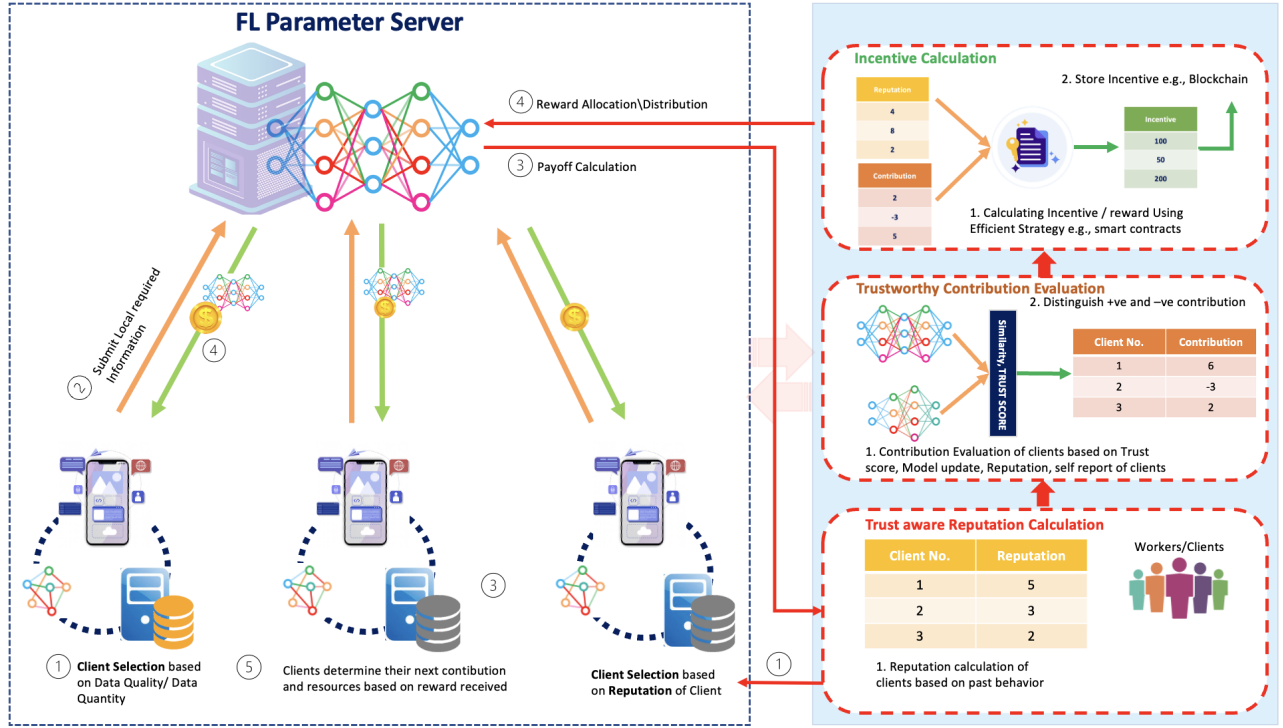 FL Parameter Server
④ Reward Allocation\Distribution
③ Payoff Calculation
② Submit Local required
Information
④
③
① Client Selection based
on Data Quality/ Data
Quantity
⑤ Clients determine their next contibution
and resources based on reward received
Client Selection based
on Reputation of Client
①
Incentive Calculation
2. Store Incentive e.g., Blockchain
Reputation
4
8
2
Contribution
2
-3
5
Incentive
100
50
200
1. Calculating Incentive / reward Using
Efficient Strategy e.g., smart contracts
Trustworthy Contribution Evaluation
2. Distinguish +ve and –ve contribution
Similarity, TRUST SCORE
Client No. Contribution
1 6
2 -3
3 2
1. Contribution Evaluation of clients based on Trust
score, Model update, Reputation, self report of clients
Trust aware Reputation Calculation
Client No. Reputation
1 5
2 3
3 2
Workers/Clients
1. Reputation calculation of
clients based on past behavior